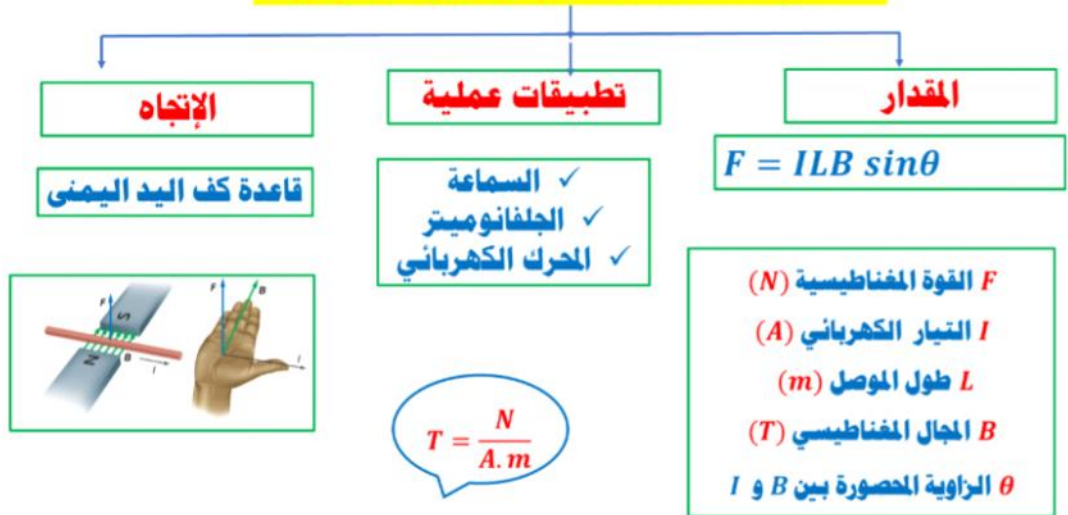 المقدار
F = ILB sinθ
F القوة المغناطيسية (N)
I التيار الكهربائي (A)
L طول الموصل (m)
B المجال المغناطيسي (T)
θ الزاوية المحصورة بين B و I
تطبيقات عملية
✓ السماعة
✓ الجلفانوميتر
✓ المحرك الكهربائي
T = N / A.m
الإتجاه
قاعدة كف اليد اليمنى
F
S
N
B
I
F
B
I